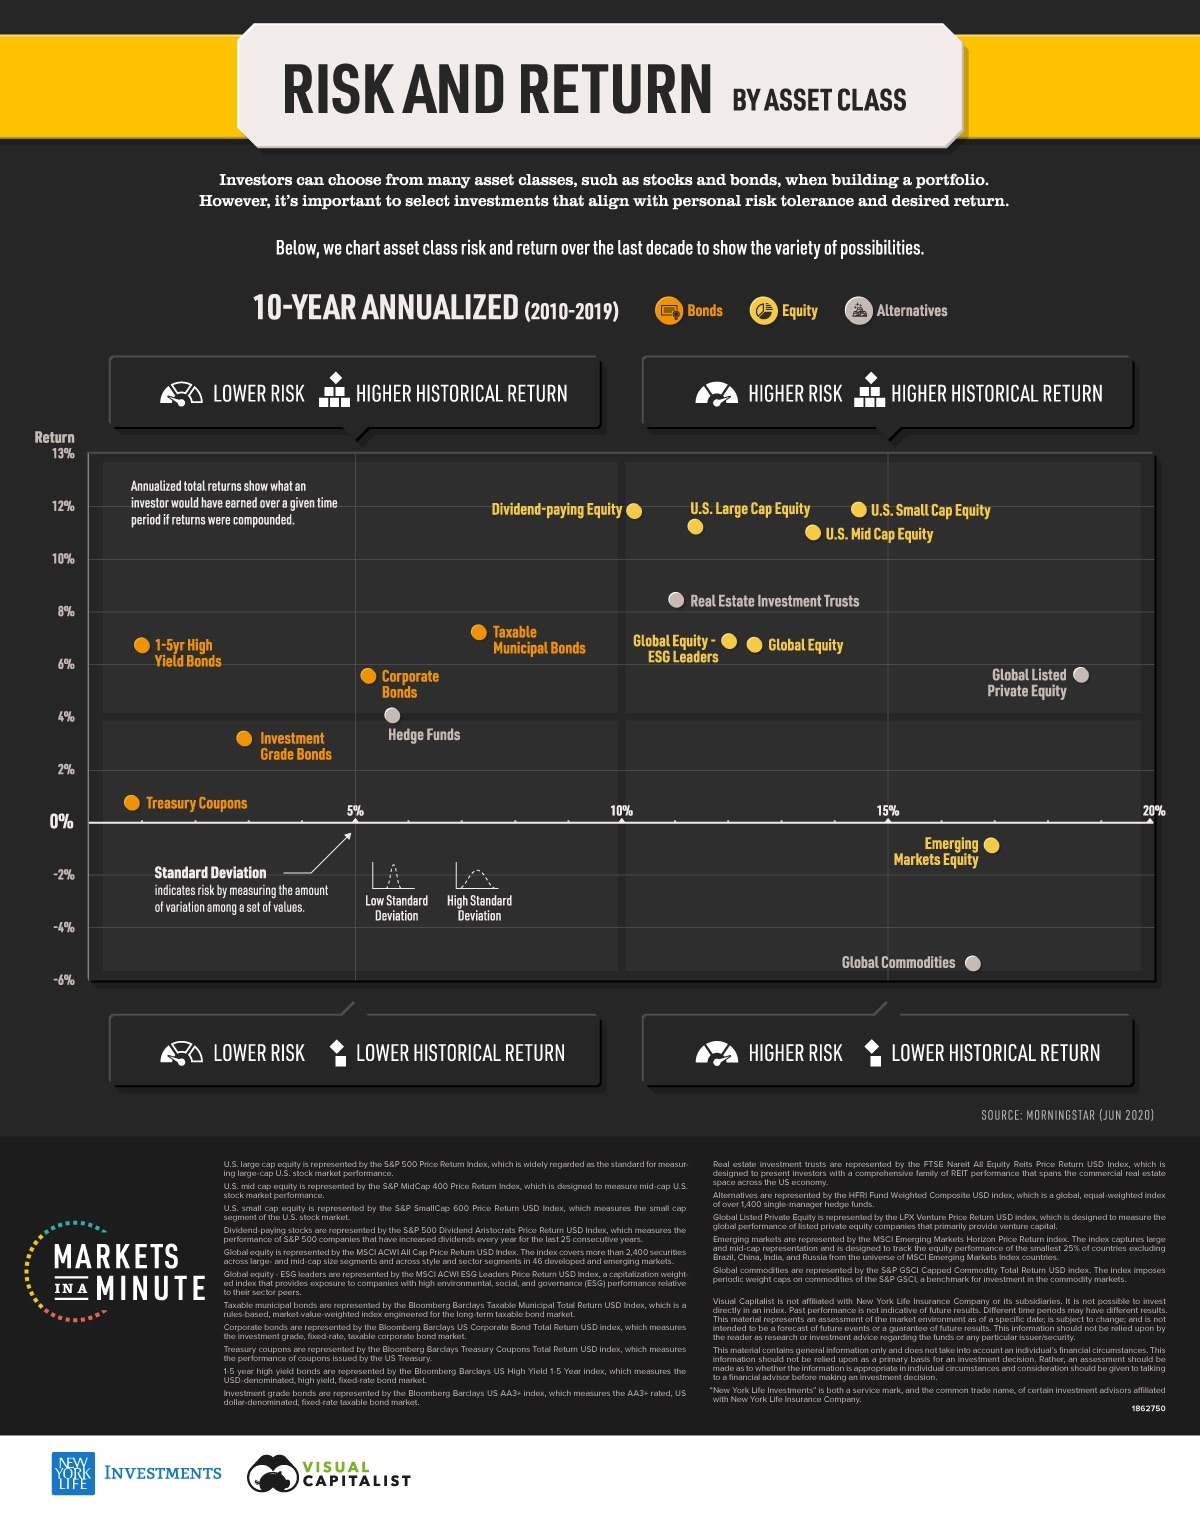 RISK AND RETURN BY ASSET CLASS
Investors can choose from many asset classes, such as stocks and bonds, when building a portfolio.
However, it's important to select investments that align with personal risk tolerance and desired return.
Below, we chart asset class risk and return over the last decade to show the variety of possibilities.
10-YEAR ANNUALIZED (2010-2019)
Bonds
Equity
Alternatives
LOWER RISK HIGHER HISTORICAL RETURN
HIGHER RISK HIGHER HISTORICAL RETURN
Return
13%
12%
10%
8%
6%
4%
2%
0%
-2%
-4%
-6%
Annualized total returns show what an
investor would have earned over a given time
period if returns were compounded.
Dividend-paying Equity
U.S. Large Cap Equity
U.S. Small Cap Equity
U.S. Mid Cap Equity
Real Estate Investment Trusts
1-5yr High
Yield Bonds
Taxable
Municipal Bonds
Global Equity -
ESG Leaders
Global Equity
Corporate
Bonds
Global Listed
Private Equity
Hedge Funds
Investment
Grade Bonds
Treasury Coupons
5%
10%
15%
20%
Emerging
Markets Equity
Standard Deviation
indicates risk by measuring the amount
of variation among a set of values.
Low Standard
Deviation
High Standard
Deviation
Global Commodities
LOWER RISK LOWER HISTORICAL RETURN
HIGHER RISK LOWER HISTORICAL RETURN
SOURCE: MORNINGSTAR (JUN 2020)
MARKETS
IN A MINUTE
U.S. large cap equity is represented by the S&P 500 Price Return Index, which is widely regarded as the standard for measur-
ing large-cap U.S. stock market performance.
U.S. mid cap equity is represented by the S&P MidCap 400 Price Return Index, which is designed to measure mid-cap U.S.
stock market performance.
U.S. small cap equity is represented by the S&P SmallCap 600 Price Return USD Index, which measures the small cap
segment of the U.S. stock market.
Dividend-paying stocks are represented by the S&P 500 Dividend Aristocrats Price Return USD Index, which measures the
performance of S&P 500 companies that have increased dividends every year for the last 25 consecutive years.
Global equity is represented by the MSCI ACWI All Cap Price Return USD Index. The index covers more than 2,400 securities
across large- and mid-cap size segments and across style and sector segments in 46 developed and emerging markets.
Global equity - ESG leaders are represented by the MSCI ACWI ESG Leaders Price Return USD Index, a capitalization weight-
ed index that provides exposure to companies with high environmental, social, and governance (ESG) performance relative
to their sector peers.
Taxable municipal bonds are represented by the Bloomberg Barclays Taxable Municipal Total Return USD Index, which is a
rules-based, market-value-weighted index engineered for the long-term taxable bond market.
Corporate bonds are represented by the Bloomberg Barclays US Corporate Bond Total Return USD index, which measures
the investment grade, fixed-rate, taxable corporate bond market.
Treasury coupons are represented by the Bloomberg Barclays Treasury Coupons Total Return USD Index, which measures
the performance of coupons issued by the US Treasury.
1-5 year high yield bonds are represented by the Bloomberg Barclays US High Yield 1-5 Year index, which measures the
USD-denominated, high yield, fixed-rate bond market.
Investment grade bonds are represented by the Bloomberg Barclays US AA3+ index, which measures the AA3+ rated, US
dollar-denominated, fixed-rate taxable bond market.
Real estate investment trusts are represented by the FTSE Nareit All Equity Reits Price Return USD Index, which is
designed to present investors with a comprehensive family of REIT performance that spans the commercial real estate
space across the US economy.
Alternatives are represented by the HFRI Fund Weighted Composite USD index, which is a global, equal-weighted index
of over 1,400 single-manager hedge funds.
Global Listed Private Equity is represented by the LPX Venture Price Return USD Index, which is designed to measure the
global performance of listed private equity companies that primarily provide venture capital.
Emerging markets are represented by the MSCI Emerging Markets Horizon Price Return index. The index captures large
and mid-cap representation and is designed to track the equity performance of the smallest 25% of countries excluding
Brazil, China, India, and Russia from the universe of MSCI Emerging Markets Index countries.
Global commodities are represented by the S&P GSCI Capped Commodity Total Return USD index. The index imposes
periodic weight caps on commodities of the S&P GSCI, a benchmark for investment in the commodity markets.
Visual Capitalist is not affiliated with New York Life Insurance Company or its subsidiaries. It is not possible to invest
directly in an index. Past performance is not indicative of future results. Different time periods may have different results.
This material represents an assessment of the market environment as of a specific date; is subject to change; and is not
intended to be a forecast of future events or a guarantee of future results. This information should not be relied upon by
the reader as research or investment advice regarding the funds or any particular issuer/security.
This material contains general information only and does not take into account an individual's financial circumstances. This
information should not be relied upon as a primary basis for an investment decision. Rather, an assessment should be
made as to whether the information is appropriate in individual circumstances and consideration should be given to talking
to a financial advisor before making an investment decision.
"New York Life Investments" is both a service mark, and the common trade name, of certain investment advisors affiliated
with New York Life Insurance Company.
1862750
NEW
YORK
LIFE
INVESTMENTS
VISUAL
CAPITALIST